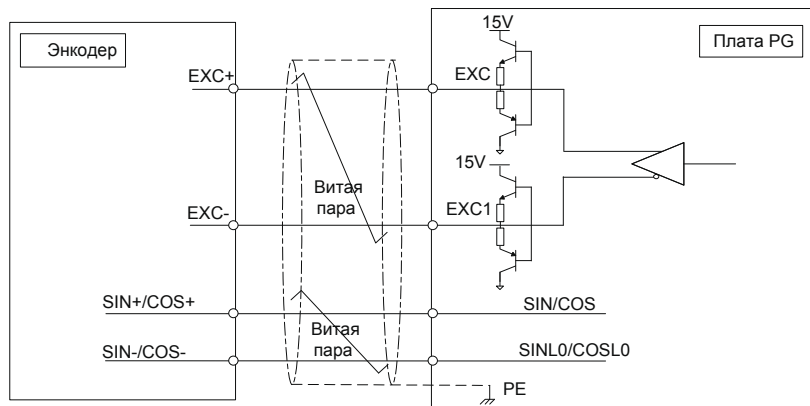 15V
Энкодер
Плата PG
EXC+
EXC
15V
Витая
пара
EXC-
EXC1
SIN+/COS+
SIN/COS
Витая
пара
SIN-/COS-
SINL0/COSL0
PE